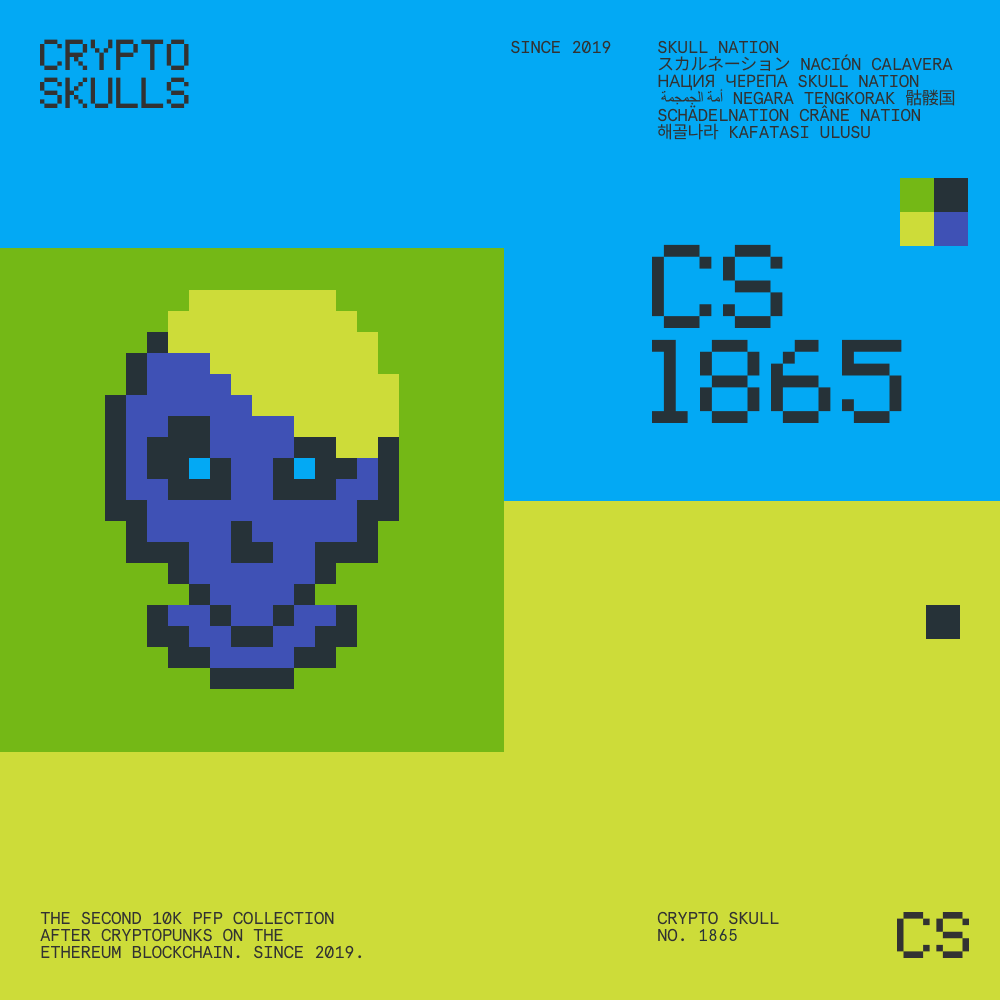 CRYPTO
SKULLS
SINCE 2019
SKULL NATION
スカルネーション NACIÓN CALAVERA
НАЦИЯ ЧЕРЕПА SKULL NATION
أمة الجمجمة NEGARA TENGKORAK 骷髅国
SCHÄDELNATION CRÂNE NATION
해골나라 KAFATASI ULUSU
CS
1865
THE SECOND 10K PFP COLLECTION
AFTER CRYPTOPUNKS ON THE
ETHEREUM BLOCKCHAIN. SINCE 2019.
CRYPTO SKULL
NO. 1865
CS